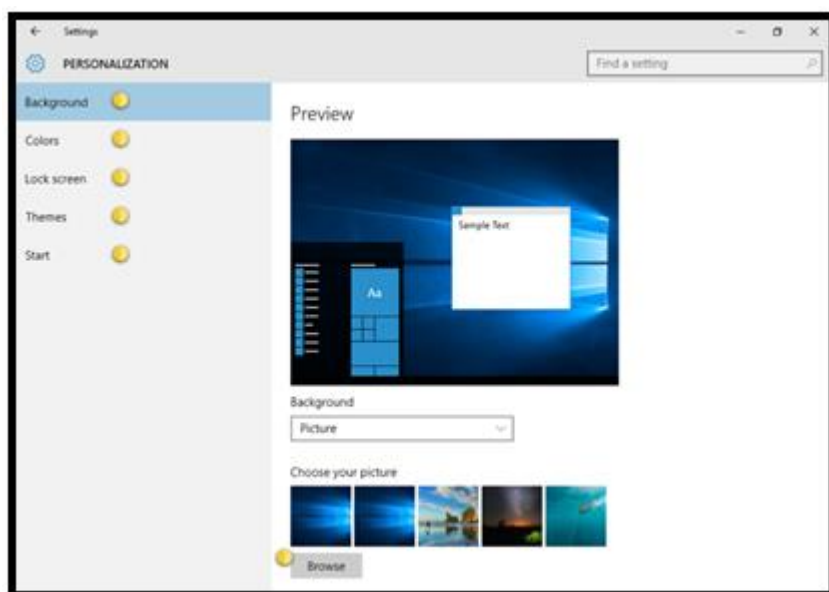 Settings
PERSONALIZATION
Find a setting
Background
Colors
Lock screen
Themes
Start
Preview
Sample Text
Aa
Background
Picture
Choose your picture
Browse